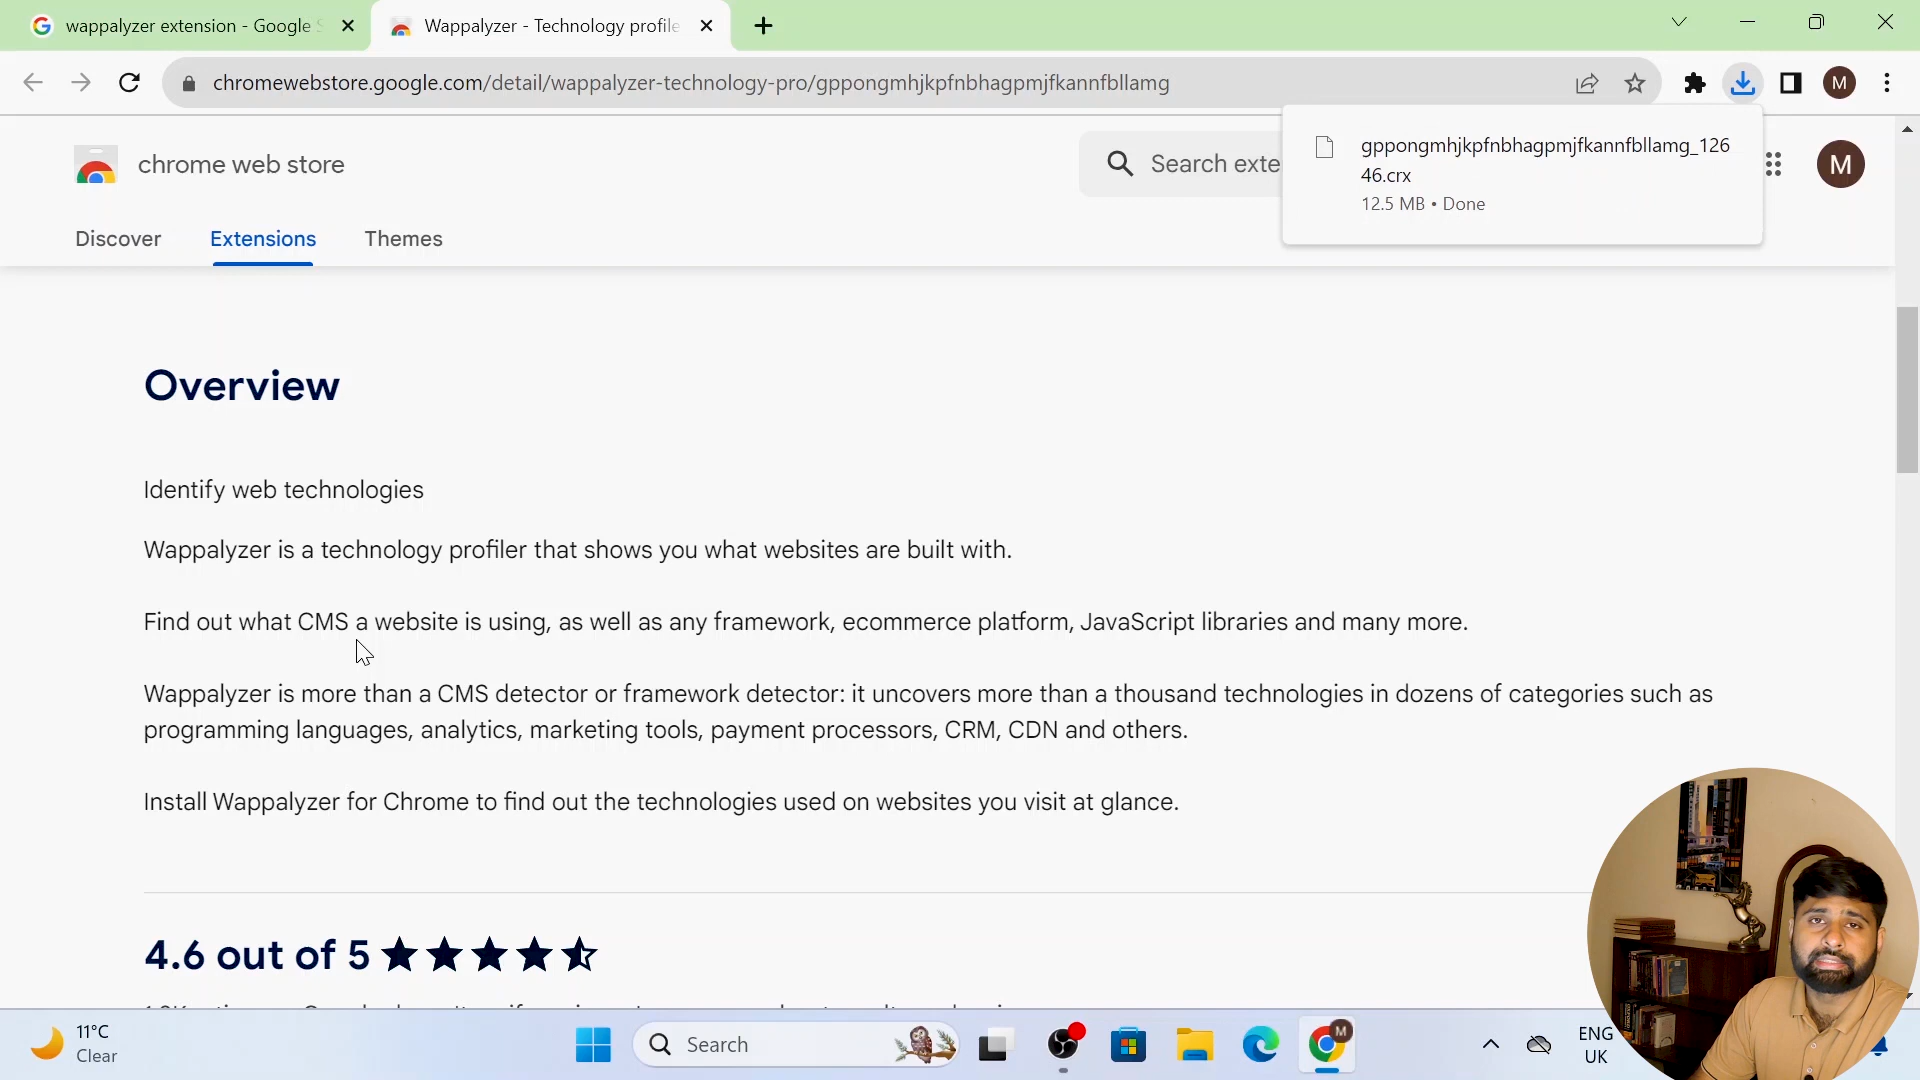 wappalyzer extension - Google S
Wappalyzer - Technology profile
chromewebstore.google.com/detail/wappalyzer-technology-pro/gppongmhjkpfnbhagpmjfkannfbllamg
M
gppongmhjkpfnbhagpmjfkannfbllamg_126
46.crx
12.5 MB • Done
chrome web store
Search exte
M
Discover
Extensions
Themes
Overview
Identify web technologies
Wappalyzer is a technology profiler that shows you what websites are built with.
Find out what CMS a website is using, as well as any framework, ecommerce platform, JavaScript libraries and many more.
Wappalyzer is more than a CMS detector or framework detector: it uncovers more than a thousand technologies in dozens of categories such as
programming languages, analytics, marketing tools, payment processors, CRM, CDN and others.
Install Wappalyzer for Chrome to find out the technologies used on websites you visit at glance.
4.6 out of 5
11°C
Clear
Search
M
ENG
UK